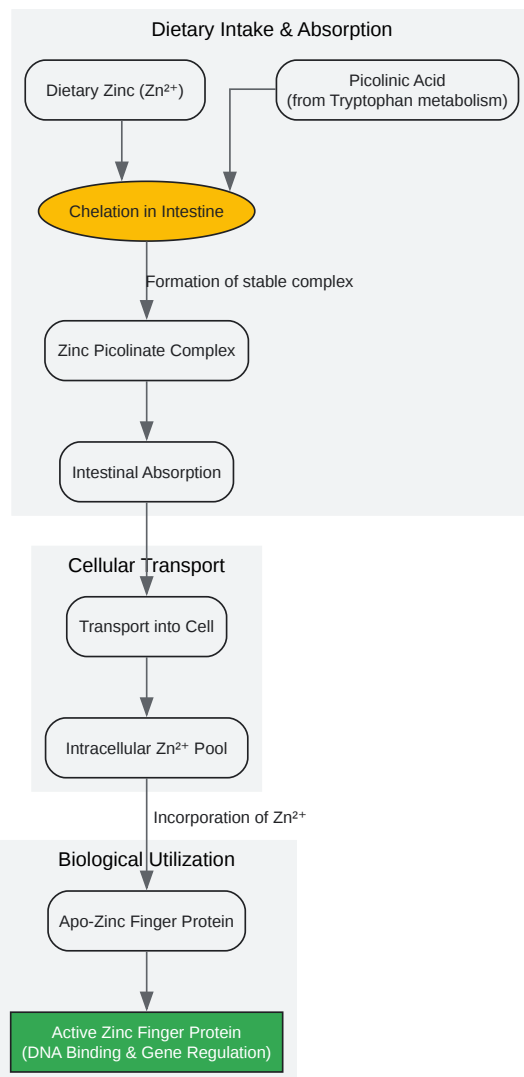 Dietary Intake & Absorption
Dietary Zinc (Zn²⁺)
Picolinic Acid
(from Tryptophan metabolism)
Chelation in Intestine
Formation of stable complex
Zinc Picolinate Complex
Intestinal Absorption
Cellular Transport
Transport into Cell
Intracellular Zn²⁺ Pool
Incorporation of Zn²⁺
Biological Utilization
Apo-Zinc Finger Protein
Active Zinc Finger Protein
(DNA Binding & Gene Regulation)